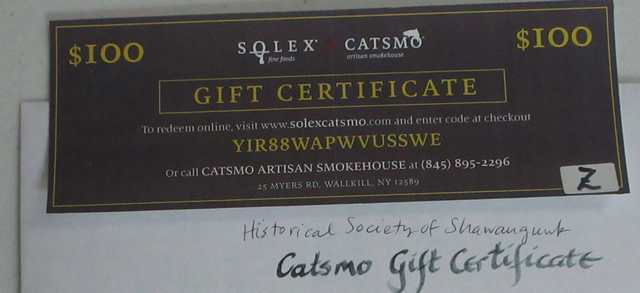 $100
SOLEX CATSMO
fine foods artisan smokehouse
$100
GIFT CERTIFICATE
To redeem online, visit www.solexcatsmo.com and enter code at checkout
YIR88WAPWVUSSWE
Or call CATSMO ARTISAN SMOKEHOUSE at (845) 895-2296
25 MYERS RD, WALLKILL, NY 12589
Z
Historical Society of Shawangunk
Catsmo Gift Certificate